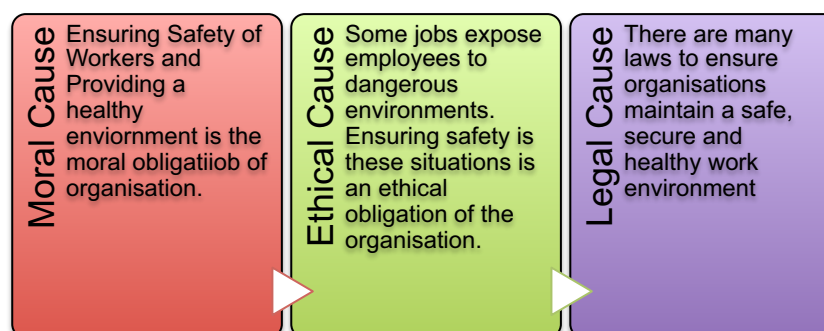 Moral Cause
Ensuring Safety of
Workers and
Providing a
healthy
enviornment is the
moral obligatiiob of
organisation.
Ethical Cause
Some jobs expose
employees to
dangerous
environments.
Ensuring safety is
these situations is
an ethical
obligation of the
organisation.
Legal Cause
There are many
laws to ensure
organisations
maintain a safe,
secure and
healthy work
environment